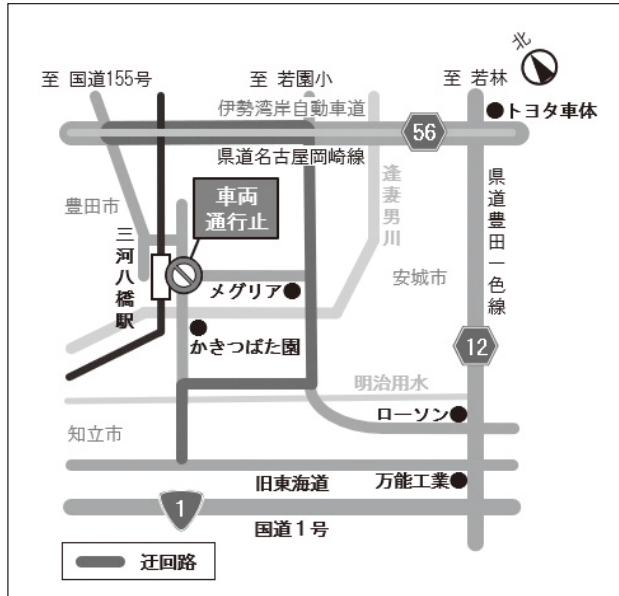 北
至 国道155号
至 若園小
至 若林
伊勢湾岸自動車道
56
トヨタ車体
県道名古屋岡崎線
豊田市
車両
通行止
逢妻男川
県道豊田一色線
三河八橋駅
安城市
メグリア
かきつばた園
12
明治用水
ローソン
知立市
旧東海道
万能工業
1
国道1号
迂回路